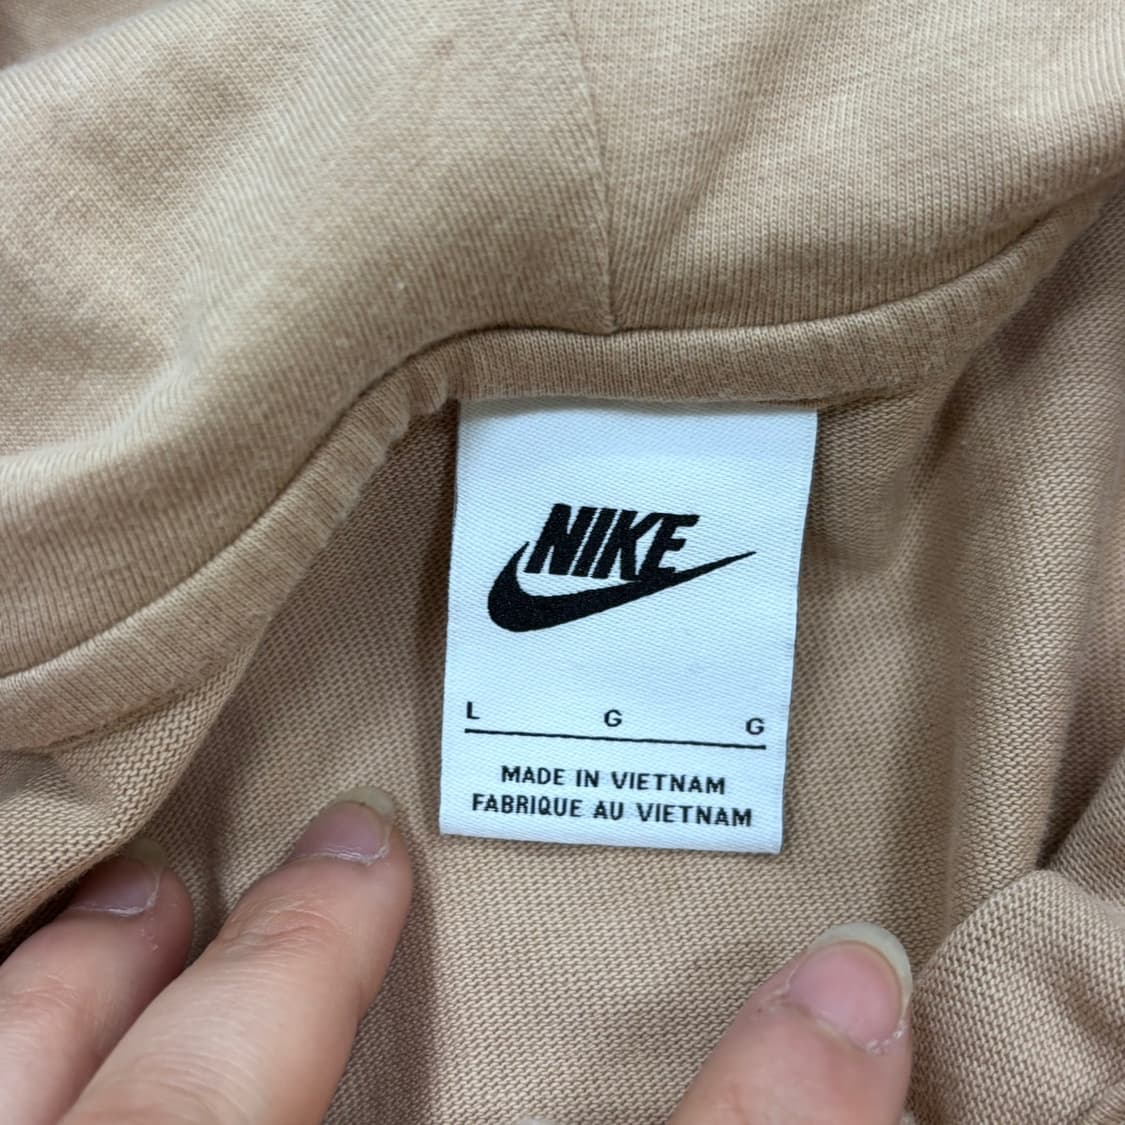 NIKE
L G G
MADE IN VIETNAM
FABRIQUE AU VIETNAM